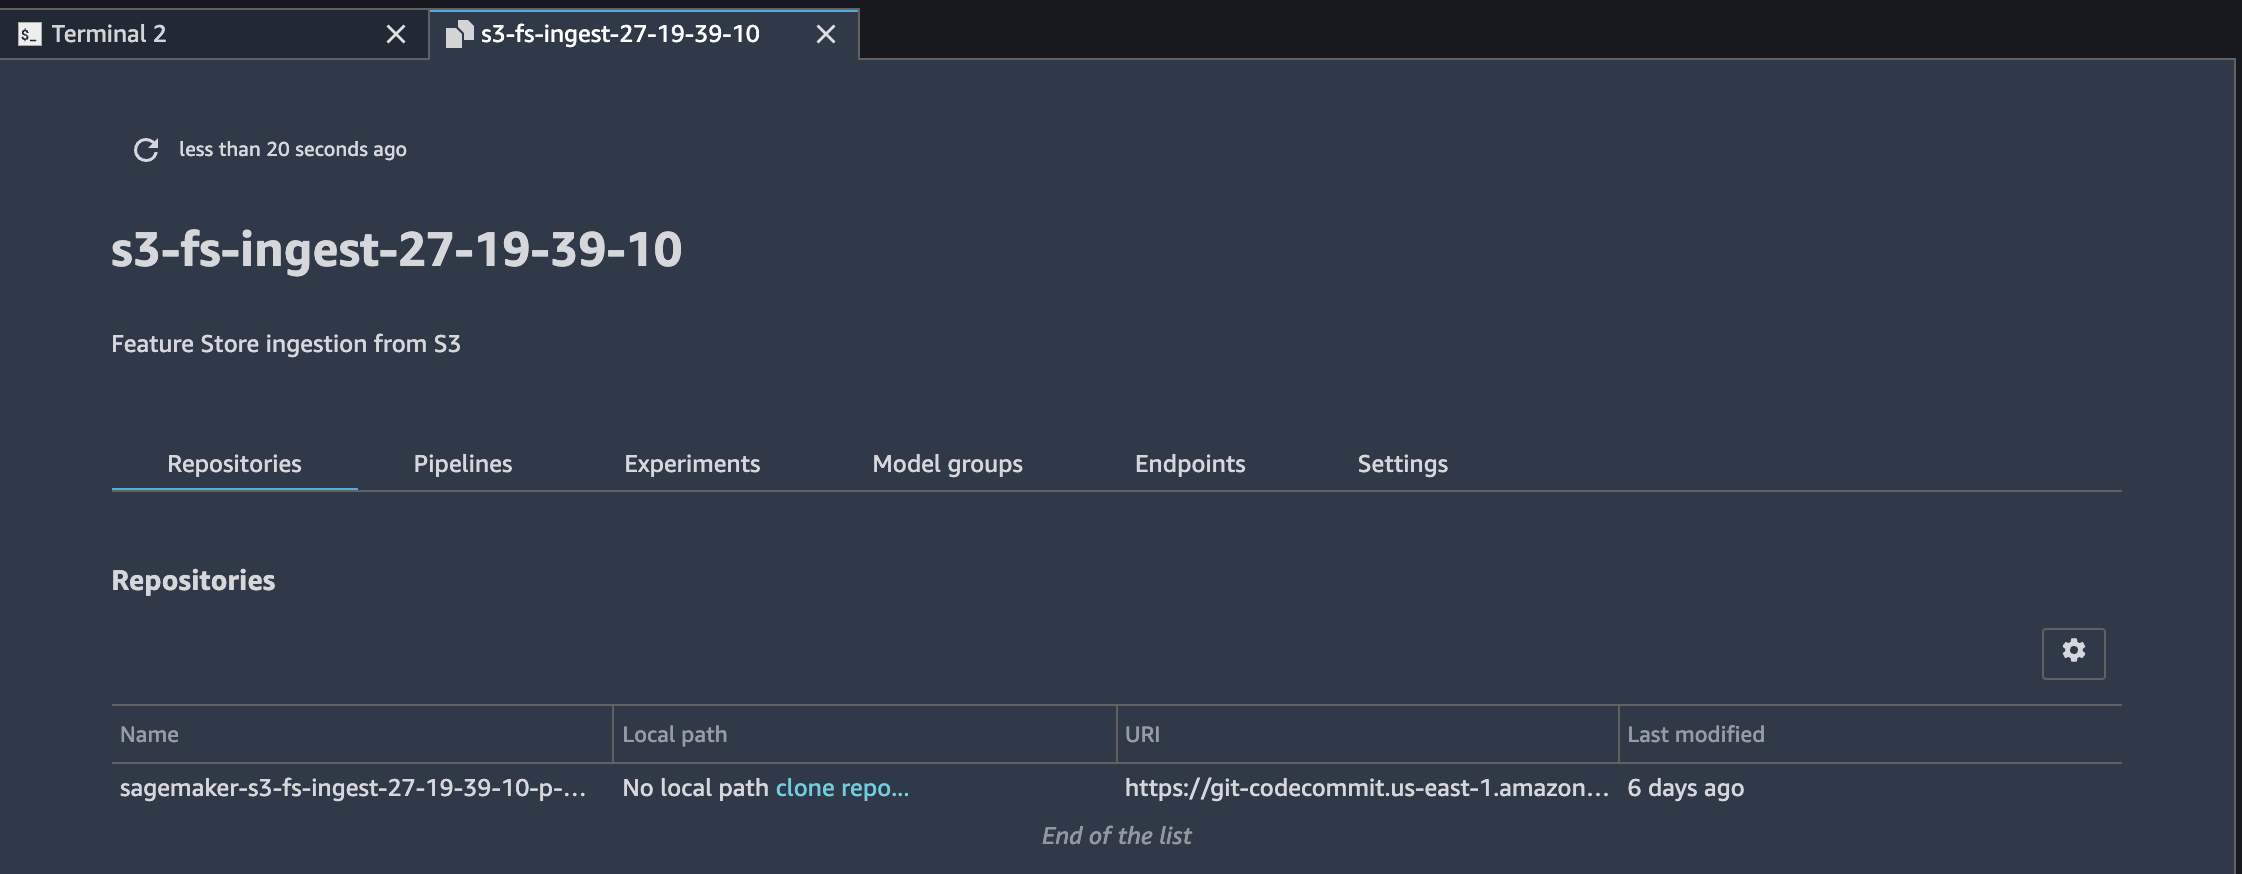 $_ Terminal 2
s3-fs-ingest-27-19-39-10
less than 20 seconds ago
s3-fs-ingest-27-19-39-10
Feature Store ingestion from S3
Repositories Pipelines Experiments Model groups Endpoints Settings
Repositories
Name Local path URI Last modified
sagemaker-s3-fs-ingest-27-19-39-10-p-... No local path clone repo... https://git-codecommit.us-east-1.amazon... 6 days ago
End of the list